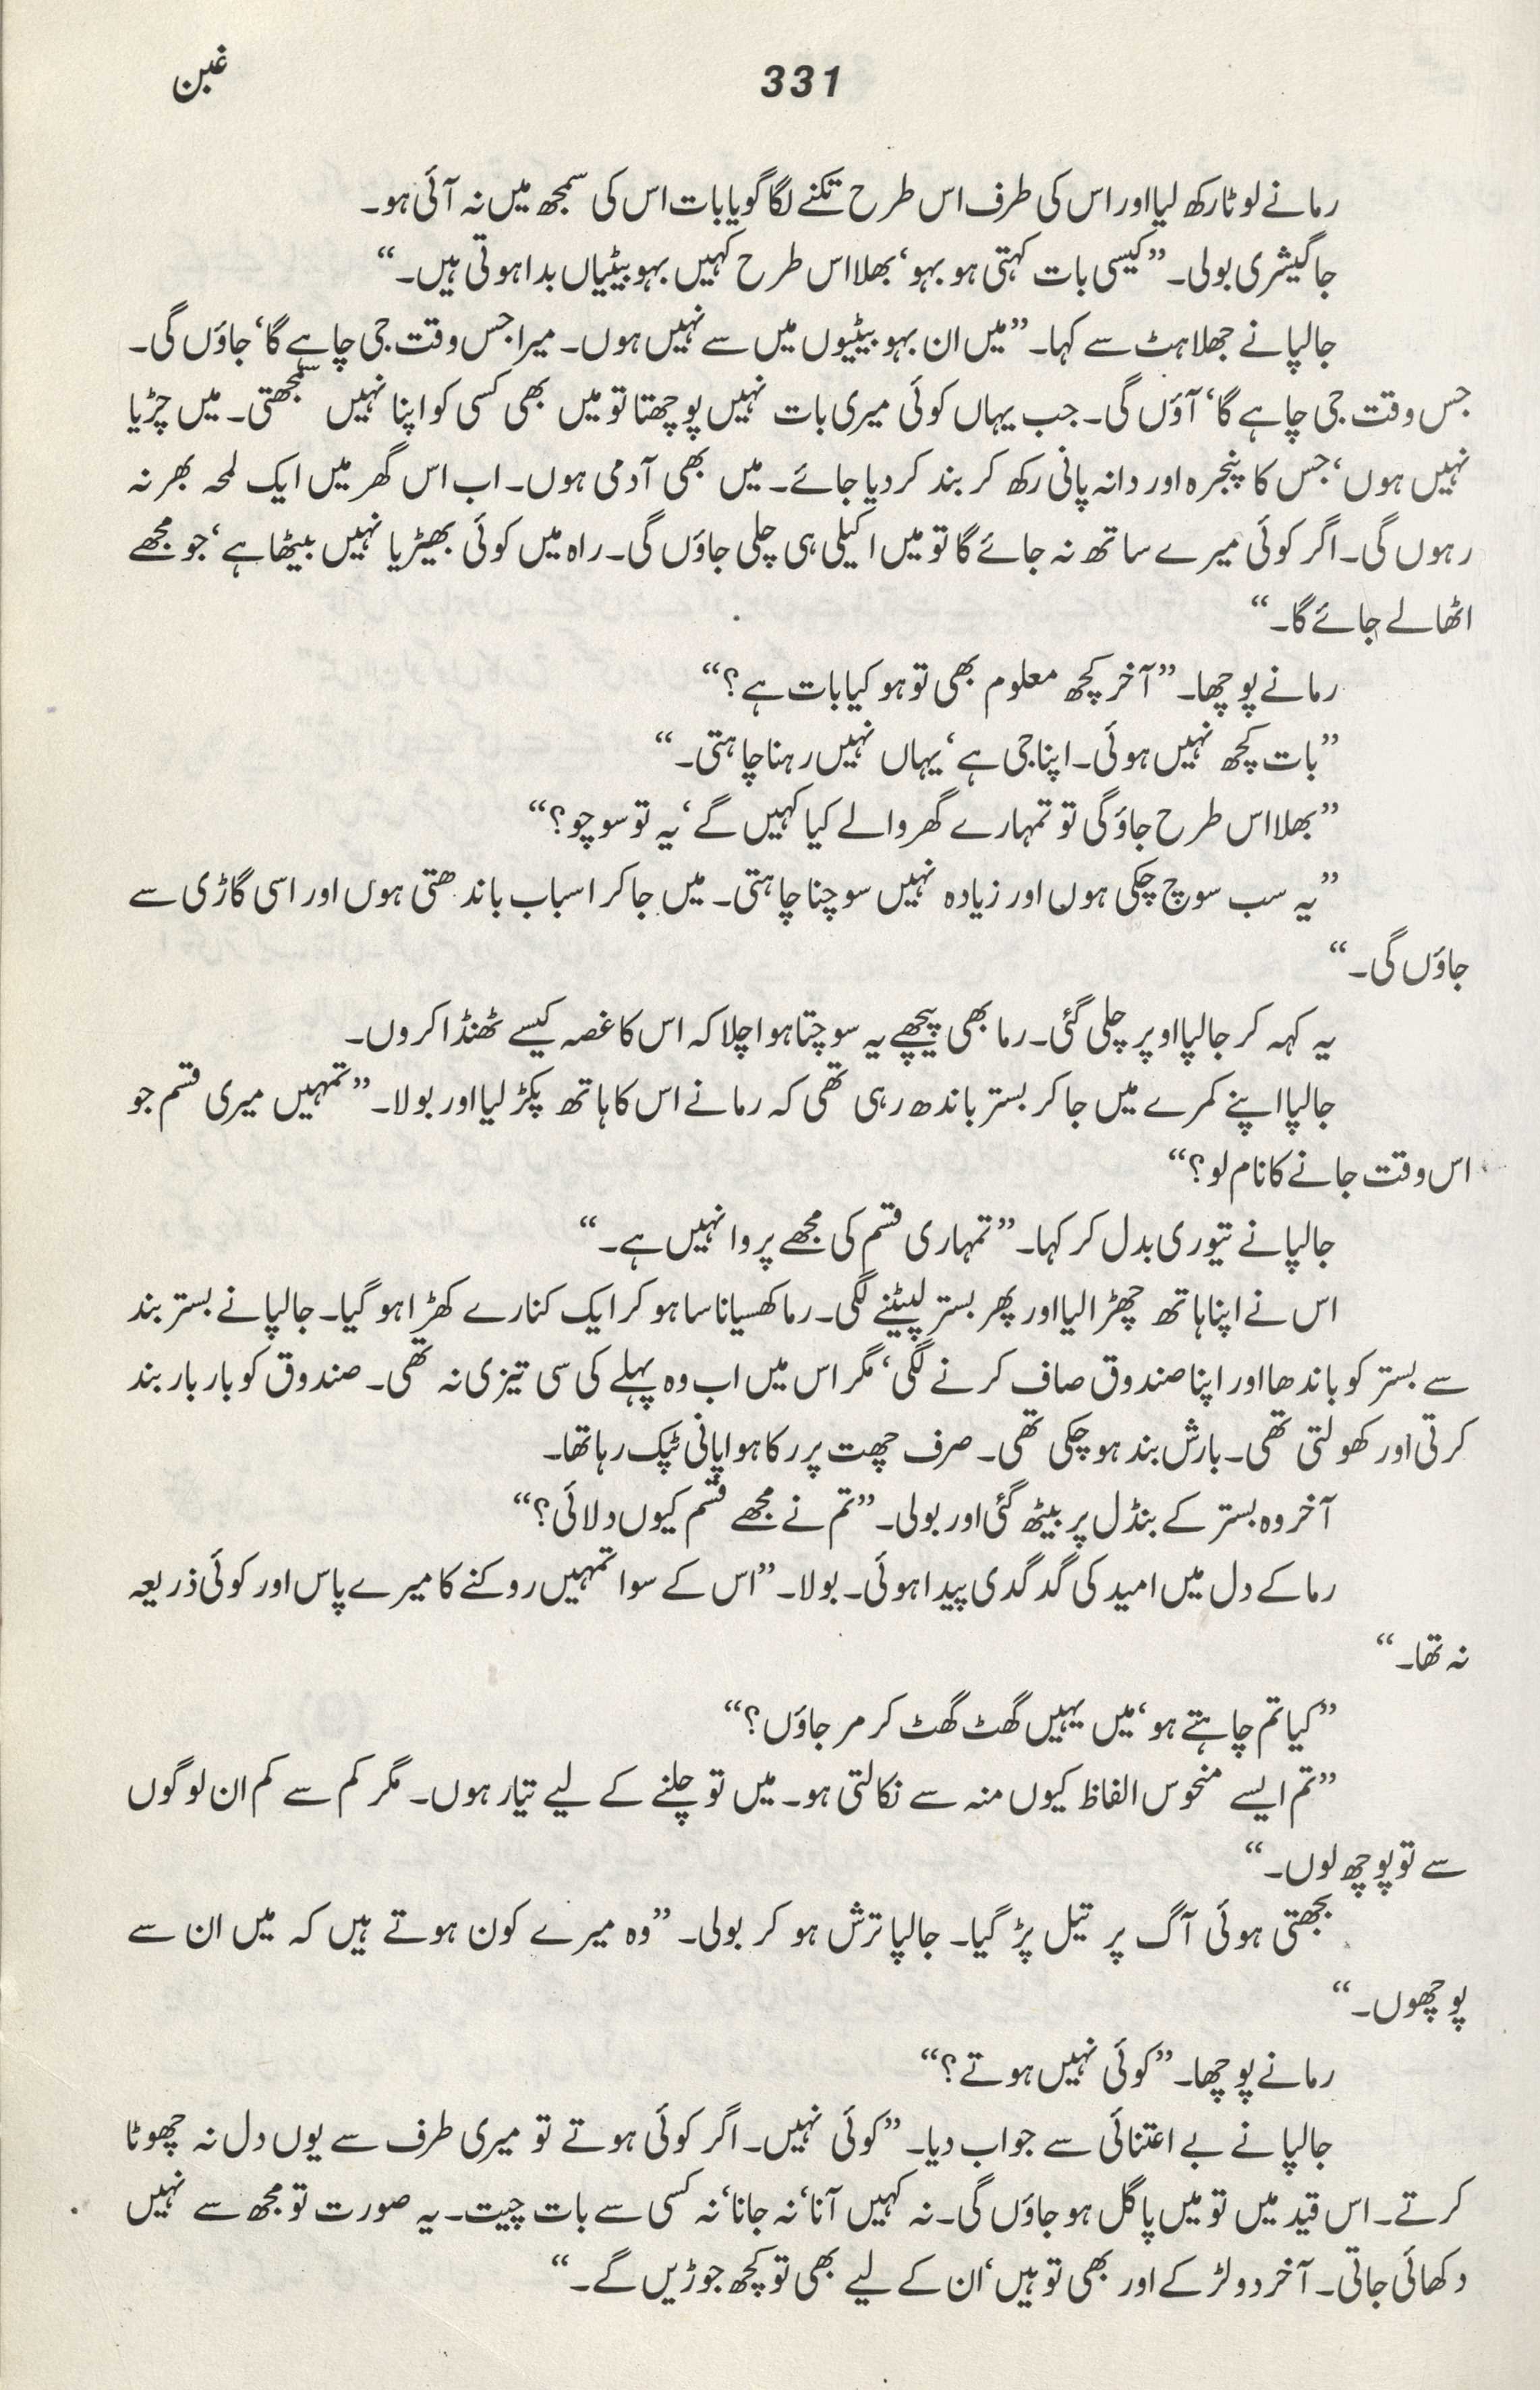 غبن
331
رمانے لوٹا رکھ لیا اور اس کی طرف اس طرح تکنے لگا گویا بات اس کی سمجھ میں نہ آئی ہو۔
جاگیشری بولی۔ ”کیسی بات کہتی ہو بہو‘ بھلا اس طرح کہیں بہو بیٹیاں بدا ہوتی ہیں۔“
جالپا نے جھلاہٹ سے کہا۔ ”میں ان بہو بیٹیوں میں سے نہیں ہوں۔ میرا جس وقت جی چاہے گا‘ جاؤں گی۔
جس وقت جی چاہے گا‘ آؤں گی۔ جب یہاں کوئی میری بات نہیں پوچھتا تو میں بھی کسی کو اپنا نہیں سمجھتی۔ میں چڑیا
نہیں ہوں‘ جس کا پنجرہ اور دانہ پانی رکھ کر بند کر دیا جائے۔ میں بھی آدمی ہوں۔ اب اس گھر میں ایک لمحہ بھر نہ
رہوں گی۔ اگر کوئی میرے ساتھ نہ جائے گا تو میں اکیلی ہی چلی جاؤں گی۔ راہ میں کوئی بھیڑیا نہیں بیٹھا ہے‘ جو مجھے
اٹھا لے جائے گا۔“
رمانے پوچھا۔ ”آخر کچھ معلوم بھی تو ہو کیا بات ہے؟“
”بات کچھ نہیں ہوئی۔ اپنا جی ہے‘ یہاں نہیں رہنا چاہتی۔“
”بھلا اس طرح جاؤ گی تو تمہارے گھر والے کیا کہیں گے‘ یہ تو سوچو؟“
”یہ سب سوچ چکی ہوں اور زیادہ نہیں سوچنا چاہتی۔ میں جا کر اسباب باندھتی ہوں اور اسی گاڑی سے
جاؤں گی۔“
یہ کہہ کر جالپا اوپر چلی گئی۔ رما بھی پیچھے یہ سوچتا ہوا چلا کہ اس کا غصہ کیسے ٹھنڈا کروں۔
جالپا اپنے کمرے میں جا کر بستر باندھ رہی تھی کہ رمانے اس کا ہاتھ پکڑ لیا اور بولا۔ ”تمہیں میری قسم جو
اس وقت جانے کا نام لو؟“
جالپا نے تیوری بدل کر کہا۔ ”تمہاری قسم کی مجھے پروا نہیں ہے۔“
اس نے اپنا ہاتھ چھڑا لیا اور پھر بستر لپیٹنے لگی۔ رما کھسیانا سا ہو کر ایک کنارے کھڑا ہو گیا۔ جالپا نے بستر بند
سے بستر کو باندھا اور اپنا صندوق صاف کرنے لگی‘ مگر اس میں اب وہ پہلے کی سی تیزی نہ تھی۔ صندوق کو بار بار بند
کرتی اور کھولتی تھی۔ بارش بند ہو چکی تھی۔ صرف چھت پر رکا ہوا پانی ٹپک رہا تھا۔
آخر وہ بستر کے بنڈل پر بیٹھ گئی اور بولی۔ ”تم نے مجھے قسم کیوں دلائی؟“
رما کے دل میں امید کی گدگدی پیدا ہوئی۔ بولا۔ ”اس کے سوا تمہیں روکنے کا میرے پاس اور کوئی ذریعہ
نہ تھا۔“
”کیا تم چاہتے ہو‘ میں یہیں گھٹ گھٹ کر مر جاؤں؟“
”تم ایسے منحوس الفاظ کیوں منہ سے نکالتی ہو۔ میں تو چلنے کے لیے تیار ہوں۔ مگر کم سے کم ان لوگوں
سے تو پوچھ لوں۔“
بجھتی ہوئی آگ پر تیل پڑ گیا۔ جالپا ترش ہو کر بولی۔ ”وہ میرے کون ہوتے ہیں کہ میں ان سے
پوچھوں۔“
رمانے پوچھا۔ ”کوئی نہیں ہوتے؟“
جالپا نے بے اعتنائی سے جواب دیا۔ ”کوئی نہیں۔ اگر کوئی ہوتے تو میری طرف سے یوں دل نہ چھوٹا
کرتے۔ اس قید میں تو میں پاگل ہو جاؤں گی۔ نہ کہیں آنا‘ نہ جانا‘ نہ کسی سے بات چیت۔ یہ صورت تو مجھ سے نہیں
دکھائی جاتی۔ آخر دو لڑکے اور بھی تو ہیں‘ ان کے لیے بھی تو کچھ جوڑیں گے۔“